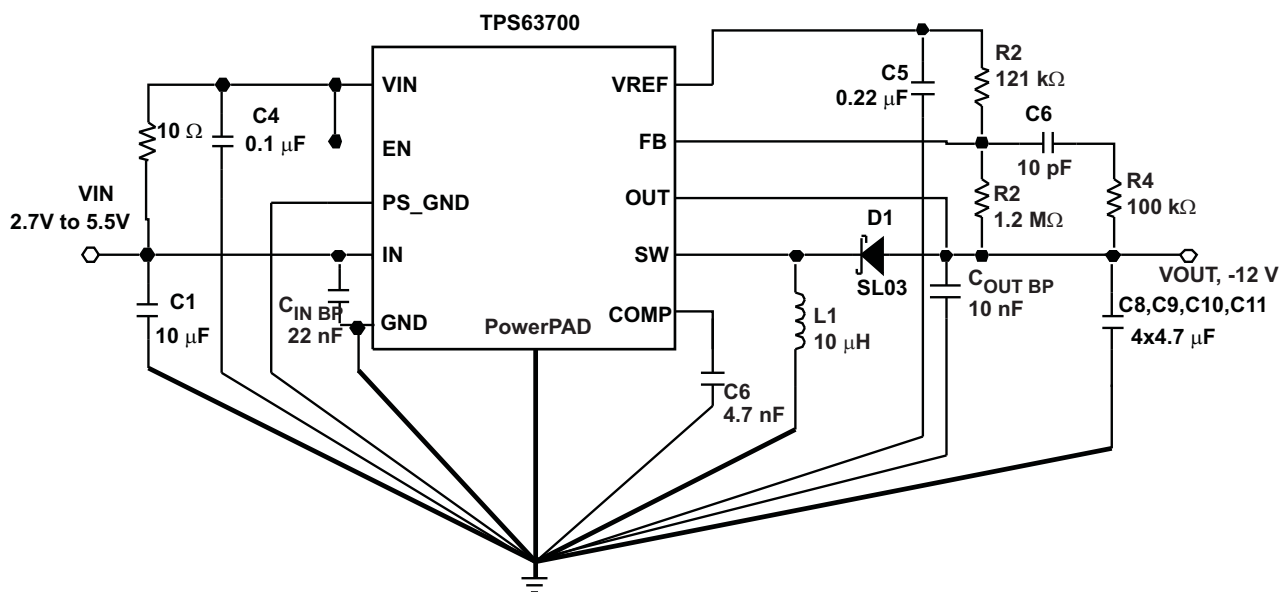 TPS63700
VIN
EN
PS_GND
IN
GND
PowerPAD
VREF
FB
OUT
SW
COMP
10 Ω
C4
0.1 μF
VIN
2.7V to 5.5V
C1
10 μF
C IN BP
22 nF
C5
0.22 μF
R2
121 kΩ
C6
10 pF
R2
1.2 MΩ
R4
100 kΩ
D1
SL03
VOUT, -12 V
C OUT BP
10 nF
C8,C9,C10,C11
4x4.7 μF
L1
10 μH
C6
4.7 nF